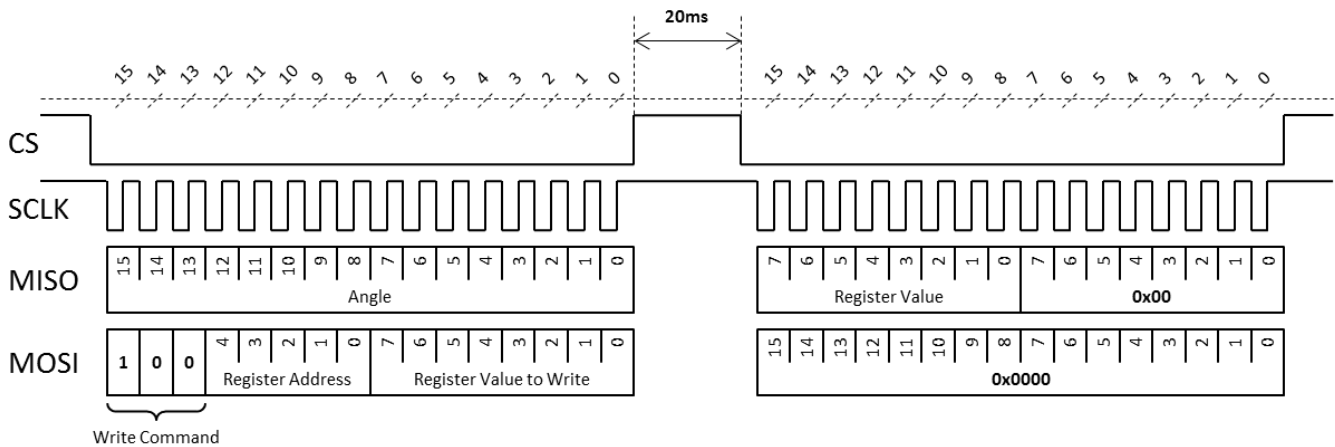 20ms
15 14 13 12 11 10 9 8 7 6 5 4 3 2 1 0 15 14 13 12 11 10 9 8 7 6 5 4 3 2 1 0
CS
SCLK
MISO 15 14 13 12 11 10 9 8 7 6 5 4 3 2 1 0 7 6 5 4 3 2 1 0 7 6 5 4 3 2 1 0
Angle Register Value 0x00
MOSI 1 0 0 4 3 2 1 0 7 6 5 4 3 2 1 0 15 14 13 12 11 10 9 8 7 6 5 4 3 2 1 0
Register Address Register Value to Write 0x0000
Write Command